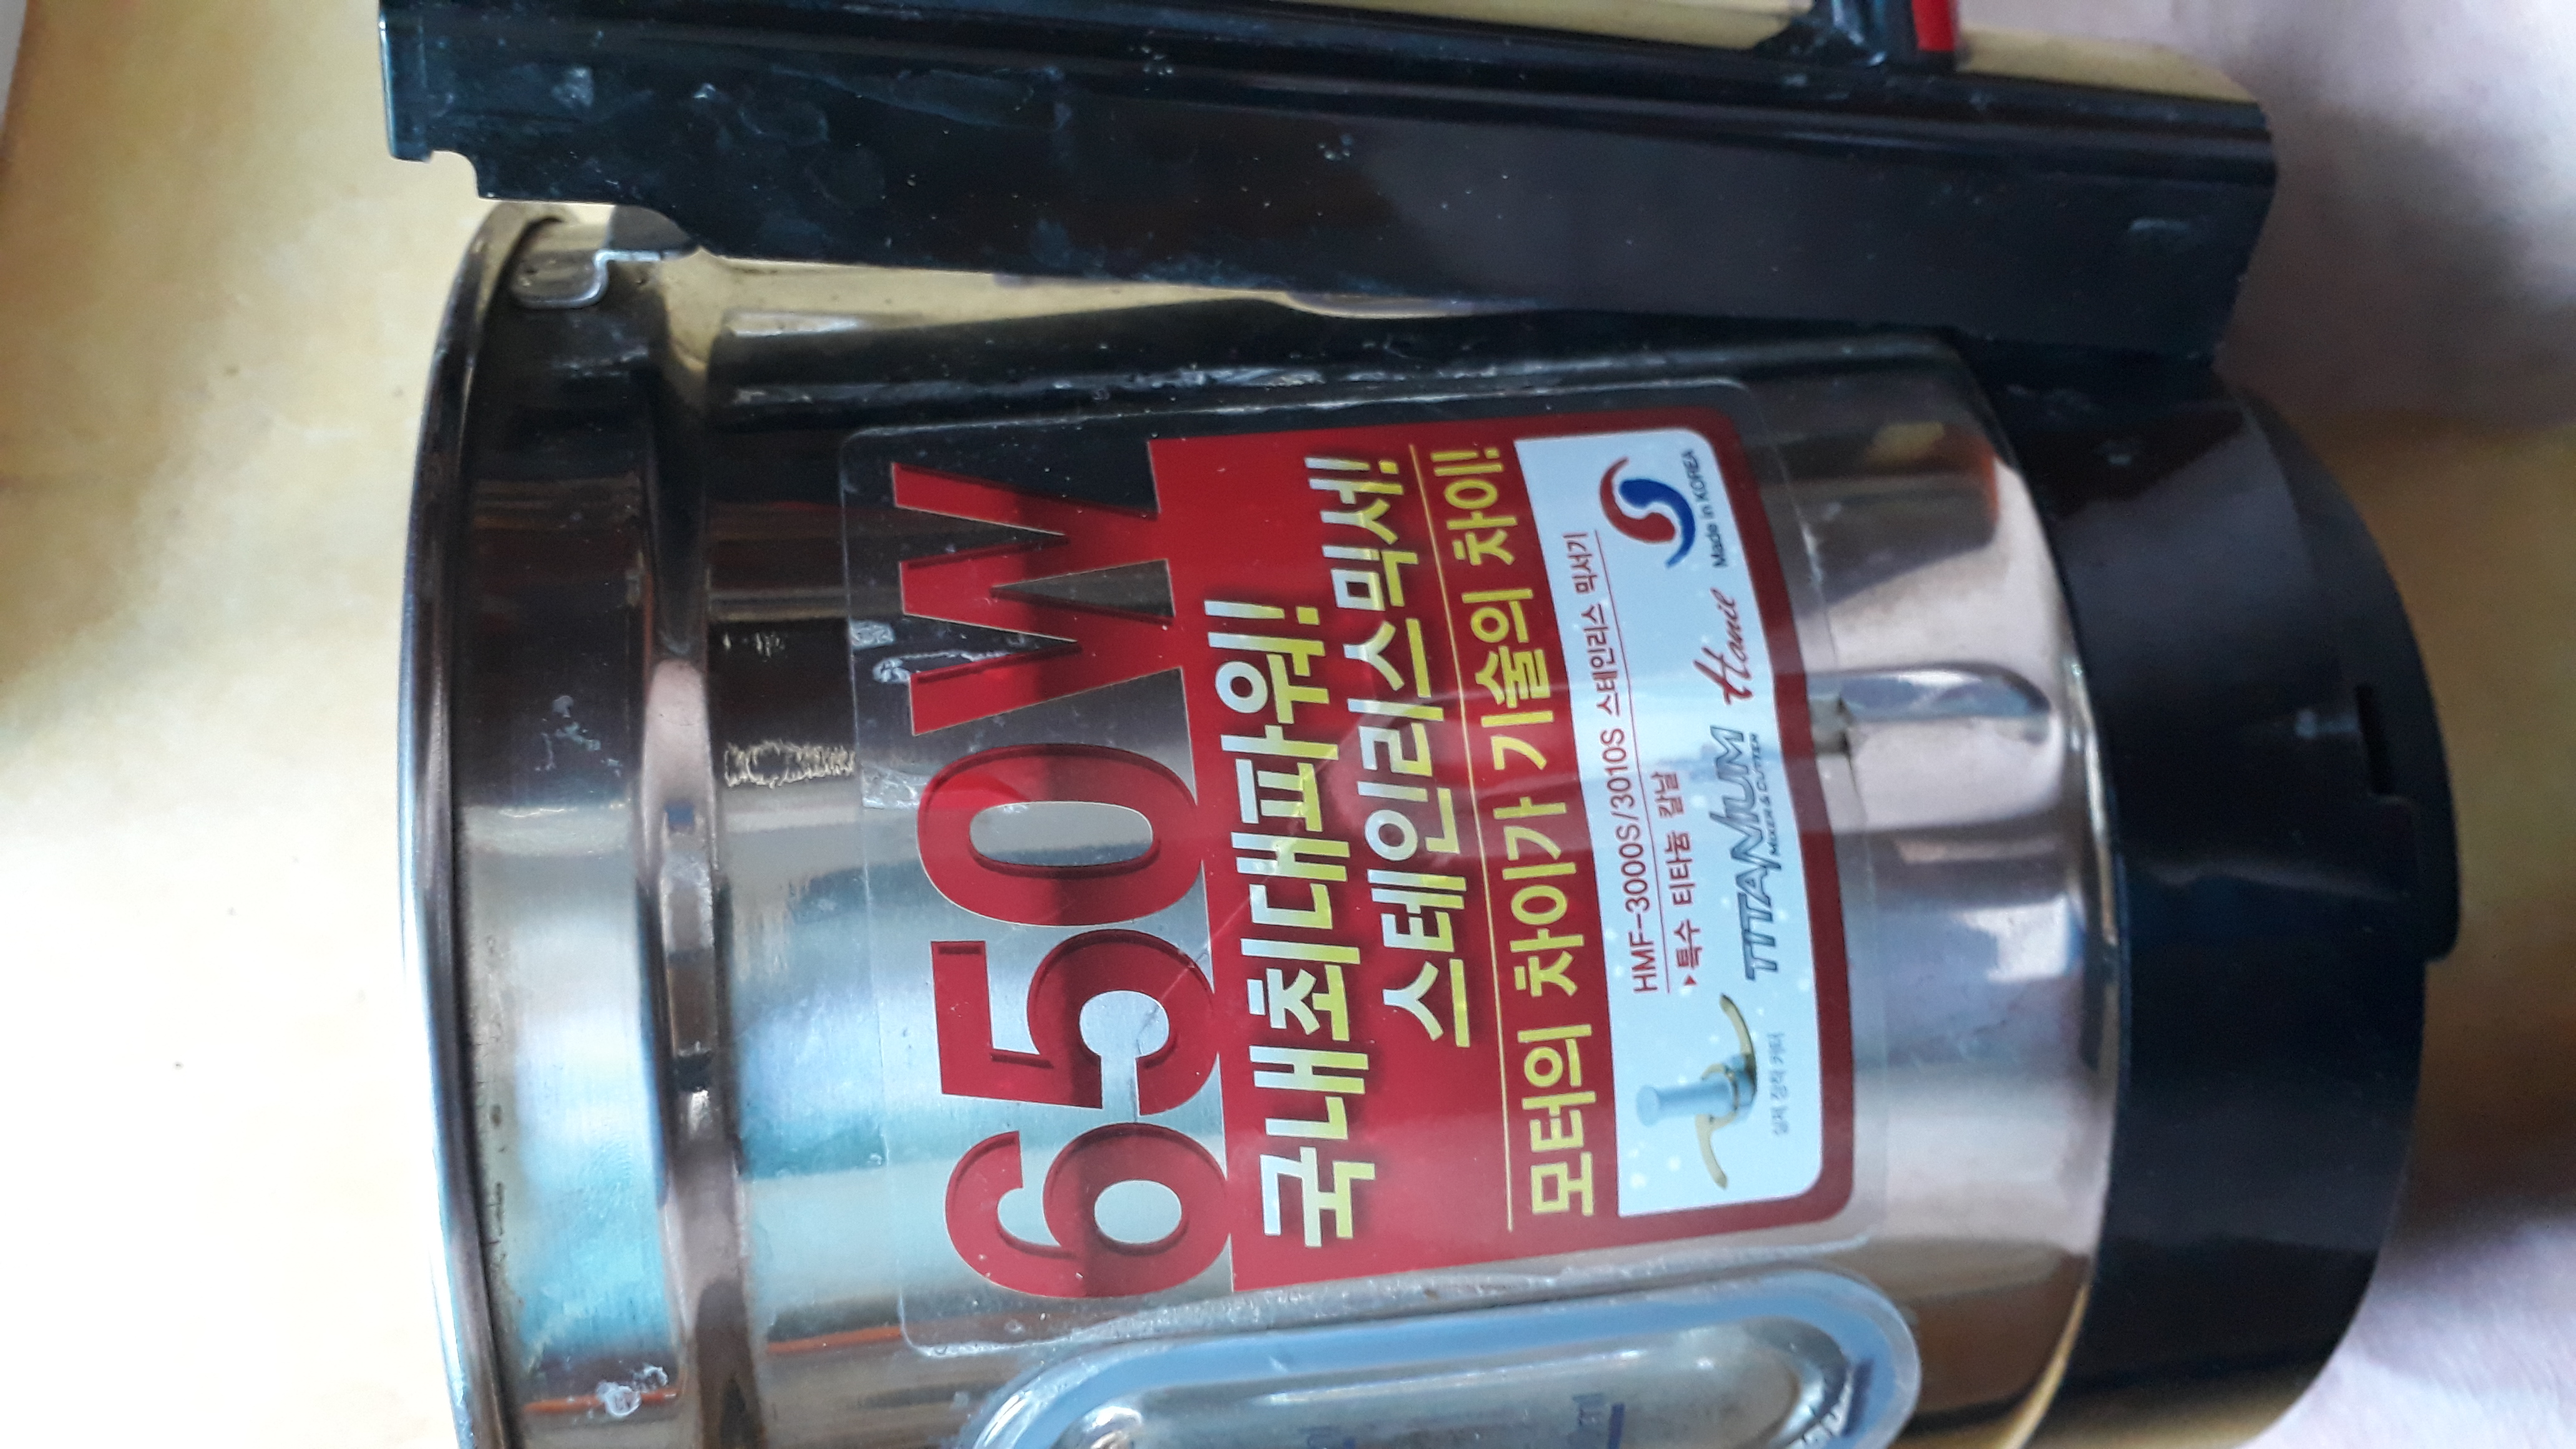 650W
국내최대파워!
스테인리스믹서!
모터의 차이가 기술의 차이!
HMF-3000S/3010S 스테인리스 믹서기
▶특수 티타늄 칼날
TITTANIUM
MIXER & CUTTER
Hanil
Made in KOREA